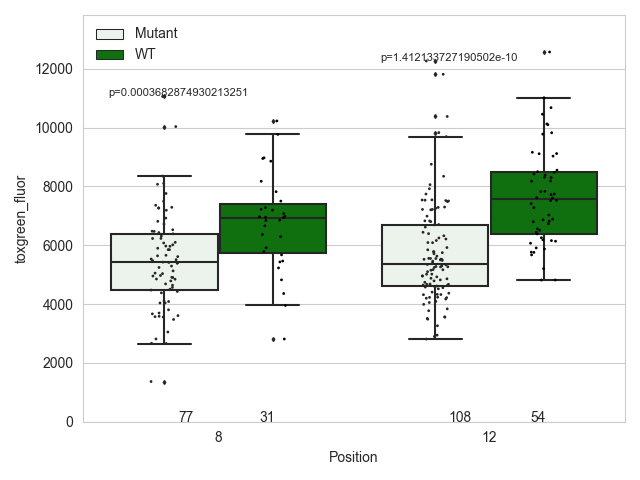 Mutant
WT
p=0.0003682874930213251
p=1.412133727190502e-10
toxgreen_fluor
12000
10000
8000
6000
4000
2000
0
77
31
108
54
8
12
Position